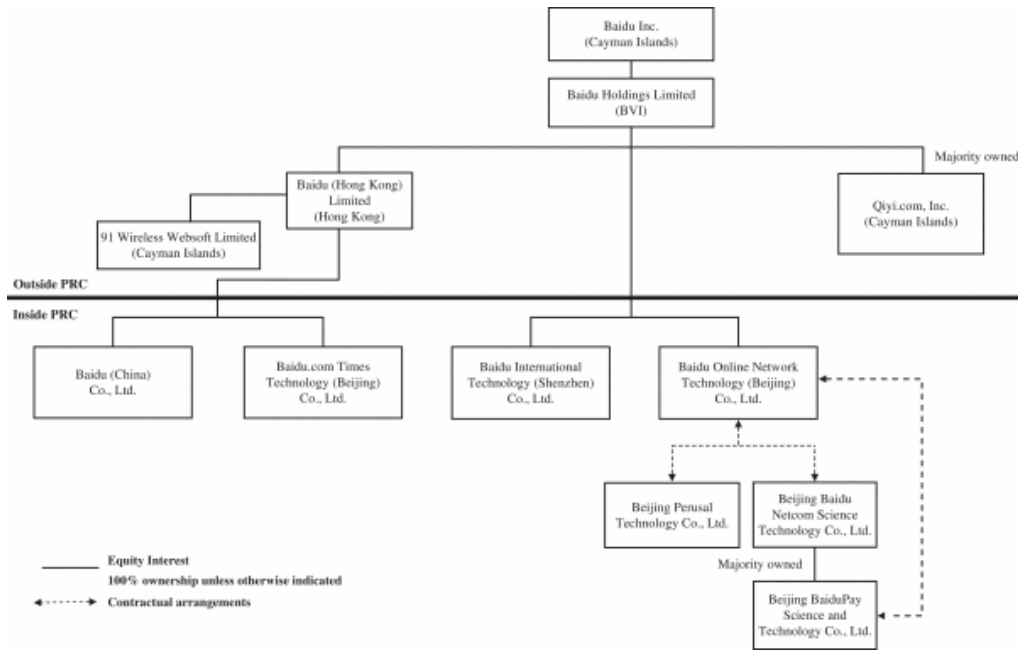 Baidu Inc.
(Cayman Islands)
Baidu Holdings Limited
(BVI)
Majority owned
Baidu (Hong Kong)
Limited
(Hong Kong)
Qiyi.com, Inc.
(Cayman Islands)
91 Wireless Websoft Limited
(Cayman Islands)
Outside PRC
Inside PRC
Baidu (China)
Co., Ltd.
Baidu.com Times
Technology (Beijing)
Co., Ltd.
Baidu International
Technology (Shenzhen)
Co., Ltd.
Baidu Online Network
Technology (Beijing)
Co., Ltd.
Beijing Perusal
Technology Co., Ltd.
Beijing Baidu
Netcom Science
Technology Co., Ltd.
Majority owned
Beijing BaiduPay
Science and
Technology Co., Ltd.
Equity Interest
100% ownership unless otherwise indicated
Contractual arrangements